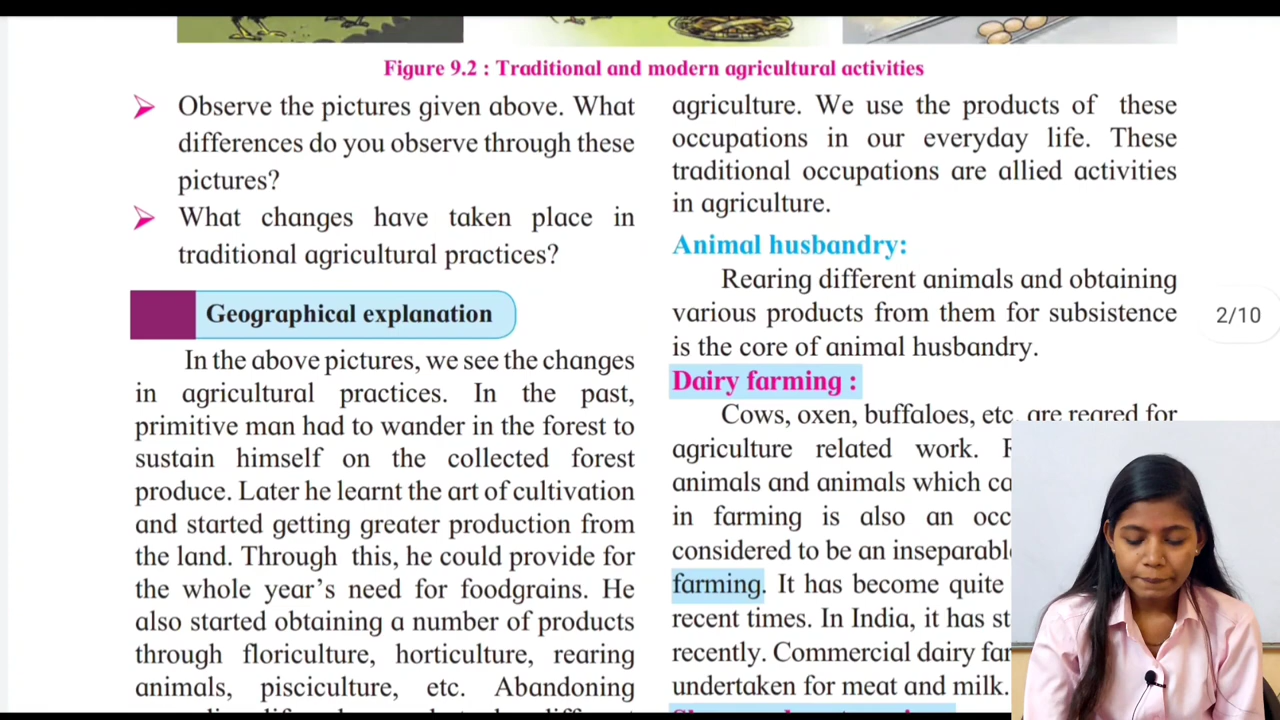 Figure 9.2 : Traditional and modern agricultural activities
Observe the pictures given above. What
differences do you observe through these
pictures?
What changes have taken place in
traditional agricultural practices?
Geographical explanation
In the above pictures, we see the changes
in agricultural practices. In the past,
primitive man had to wander in the forest to
sustain himself on the collected forest
produce. Later he learnt the art of cultivation
and started getting greater production from
the land. Through this, he could provide for
the whole year's need for foodgrains. He
also started obtaining a number of products
through floriculture, horticulture, rearing
animals, pisciculture, etc. Abandoning
agriculture. We use the products of these
occupations in our everyday life. These
traditional occupations are allied activities
in agriculture.
Animal husbandry:
Rearing different animals and obtaining
various products from them for subsistence
is the core of animal husbandry.
Dairy farming :
Cows, oxen, buffaloes, etc. are reared for
agriculture related work.
animals and animals which
in farming is also an
considered to be an
farming. It has become quite
recent times. In India, it has
recently. Commercial dairy
undertaken for meat and milk.
2/10